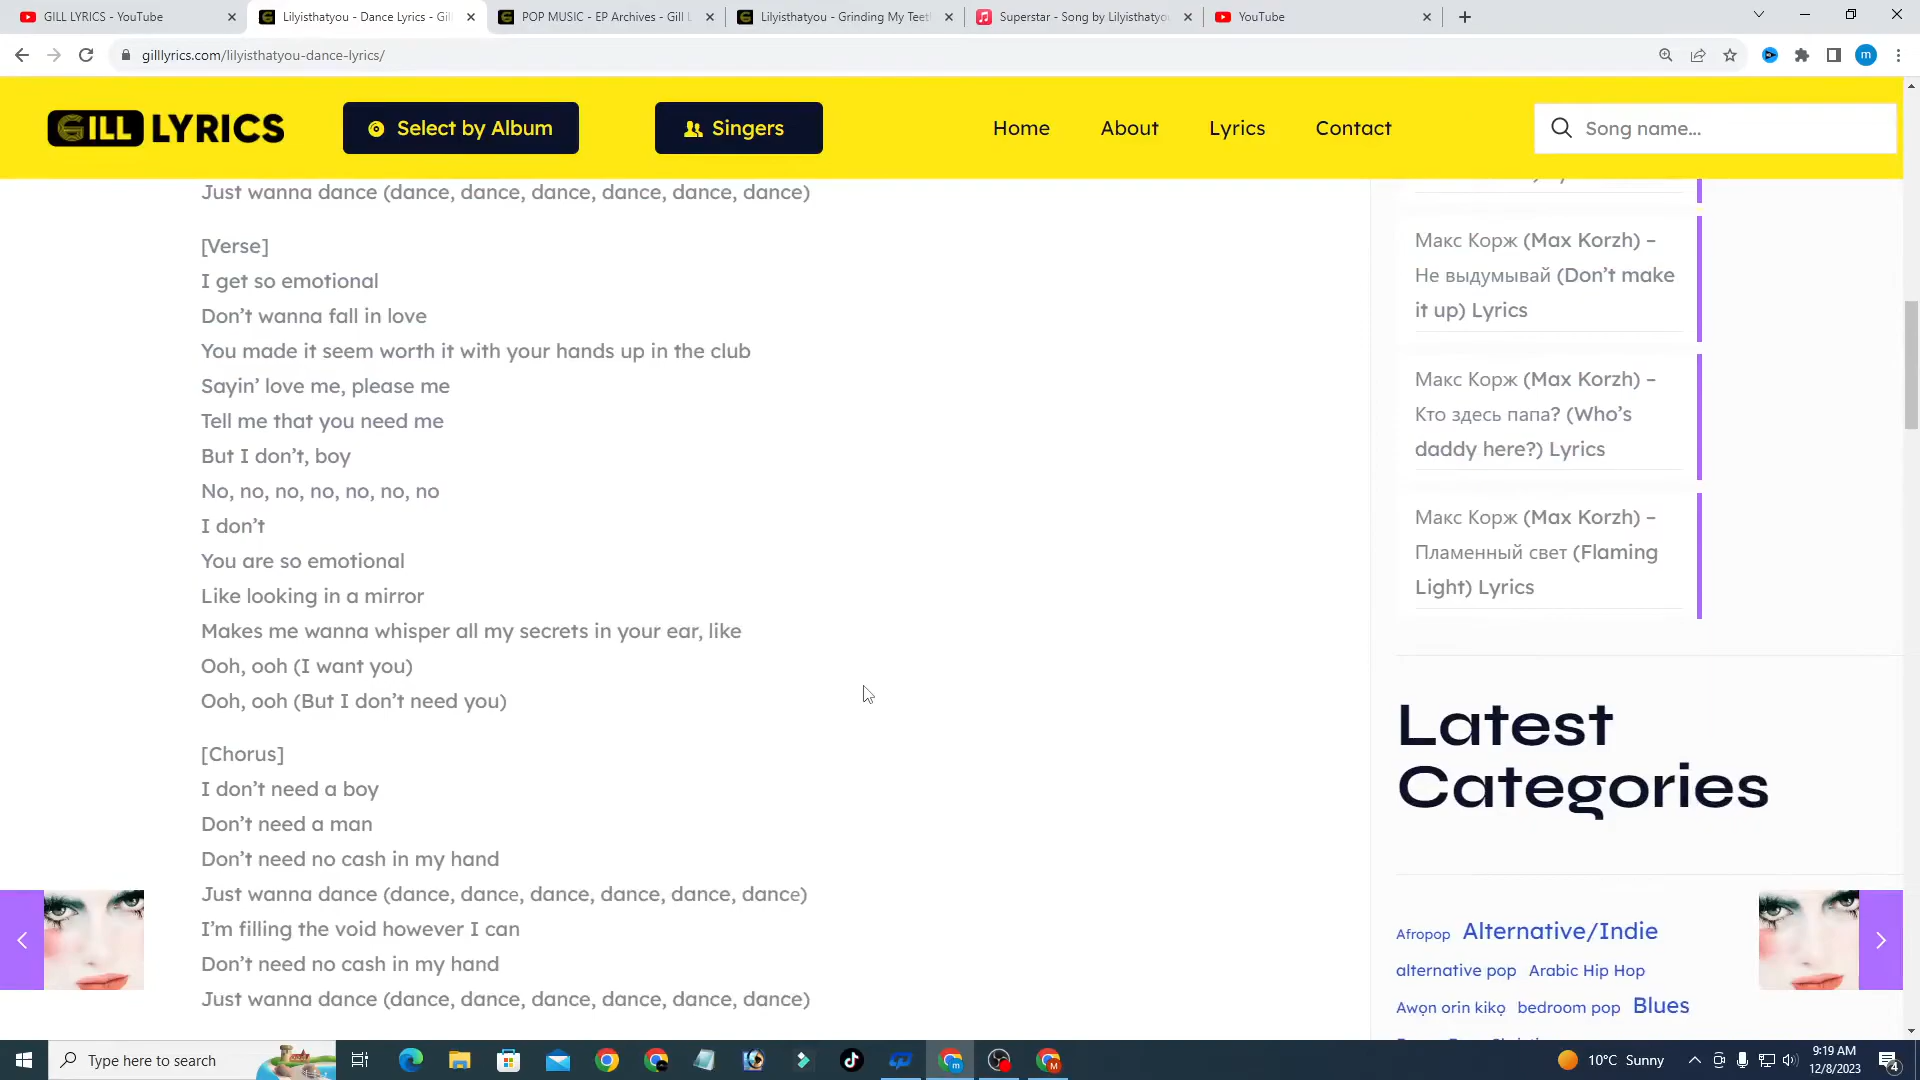 GILL LYRICS - YouTube
Lilyisthatyou - Dance Lyrics - Gil
POP MUSIC - EP Archives - Gill L
Lilyisthatyou - Grinding My Teet
Superstar - Song by Lilyisthatyou
YouTube
gilllyrics.com/lilyisthatyou-dance-lyrics/
m
GILL LYRICS
Select by Album
Singers
Home
About
Lyrics
Contact
Song name...
Just wanna dance (dance, dance, dance, dance, dance, dance)
[Verse]
I get so emotional
Don’t wanna fall in love
You made it seem worth it with your hands up in the club
Sayin’ love me, please me
Tell me that you need me
But I don’t, boy
No, no, no, no, no, no, no
I don’t
You are so emotional
Like looking in a mirror
Makes me wanna whisper all my secrets in your ear, like
Ooh, ooh (I want you)
Ooh, ooh (But I don’t need you)
[Chorus]
I don’t need a boy
Don’t need a man
Don’t need no cash in my hand
Just wanna dance (dance, dancе, dance, dance, dance, dancе)
I’m filling the void however I can
Don’t need no cash in my hand
Just wanna dance (dance, dance, dance, dance, dance, dance)
Макс Корж (Max Korzh) –
Не выдумывай (Don’t make
it up) Lyrics
Макс Корж (Max Korzh) –
Кто здесь папа? (Who’s
daddy here?) Lyrics
Макс Корж (Max Korzh) –
Пламенный свет (Flaming
Light) Lyrics
Latest
Categories
Afropop Alternative/Indie
alternative pop Arabic Hip Hop
Awọn orin kikọ bedroom pop Blues
Type here to search
10°C Sunny
9:19 AM
12/8/2023
4